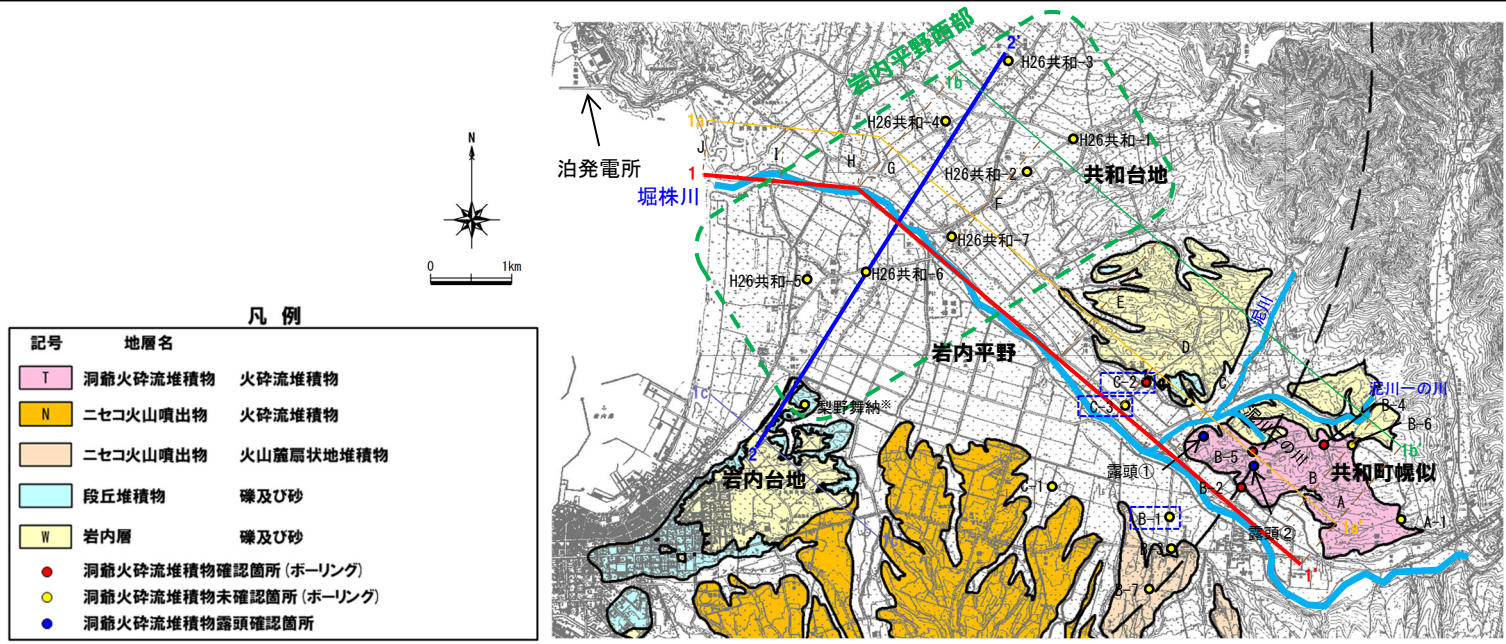 岩内平野西部
2'
H26共和-3
1b
1a
H26共和-4
H26共和-1
N
J
I
H
G
泊発電所
1
H26共和-2
共和台地
堀株川
F
H26共和-7
0
1km
H26共和-5
H26共和-6
E
泥川
岩内平野
D
C-2
C
1c
梨野舞納※
C-3
泥川一の川
B-4
B-6
1b'
2
岩内台地
露頭①
B-5
共和町幌似
C-1
B-2
B
A
B-1
A-1
露頭②
1a'
1'
凡 例
記号 地層名
T 洞爺火砕流堆積物 火砕流堆積物
N ニセコ火山噴出物 火砕流堆積物
ニセコ火山噴出物 火山麓扇状地堆積物
段丘堆積物 礫及び砂
W 岩内層 礫及び砂
洞爺火砕流堆積物確認箇所(ボーリング)
洞爺火砕流堆積物未確認箇所(ボーリング)
洞爺火砕流堆積物露頭確認箇所